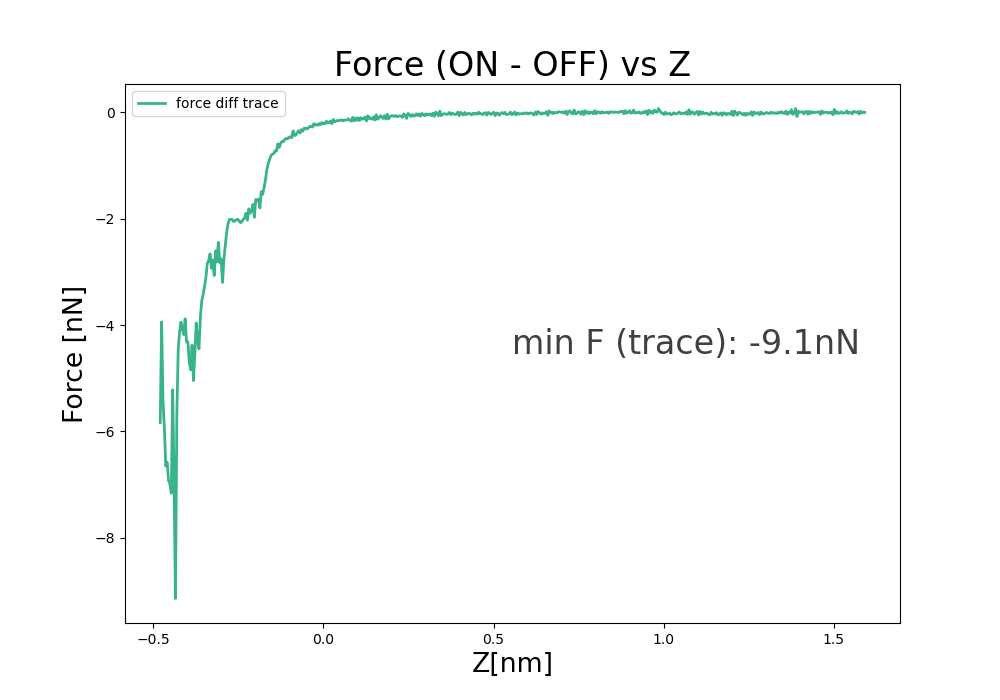 Force (ON - OFF) vs Z
force diff trace
0
−2
−4
−6
−8
Force [nN]
min F (trace): -9.1nN
−0.5
0.0
0.5
1.0
1.5
Z[nm]